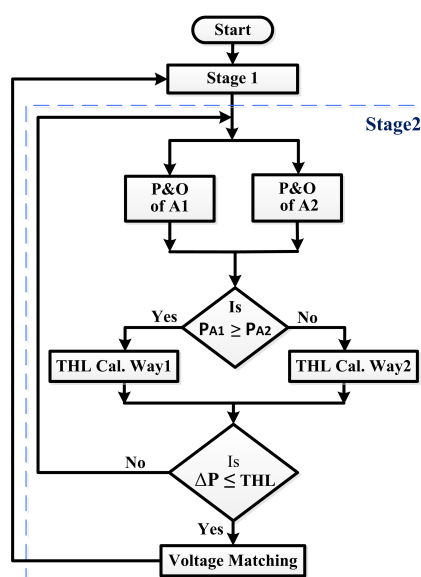 Start
Stage 1
Stage2
P&O
of A1
P&O
of A2
Is
PA1 ≥ PA2
Yes
No
THL Cal. Way1
THL Cal. Way2
Is
ΔP ≤ THL
No
Yes
Voltage Matching